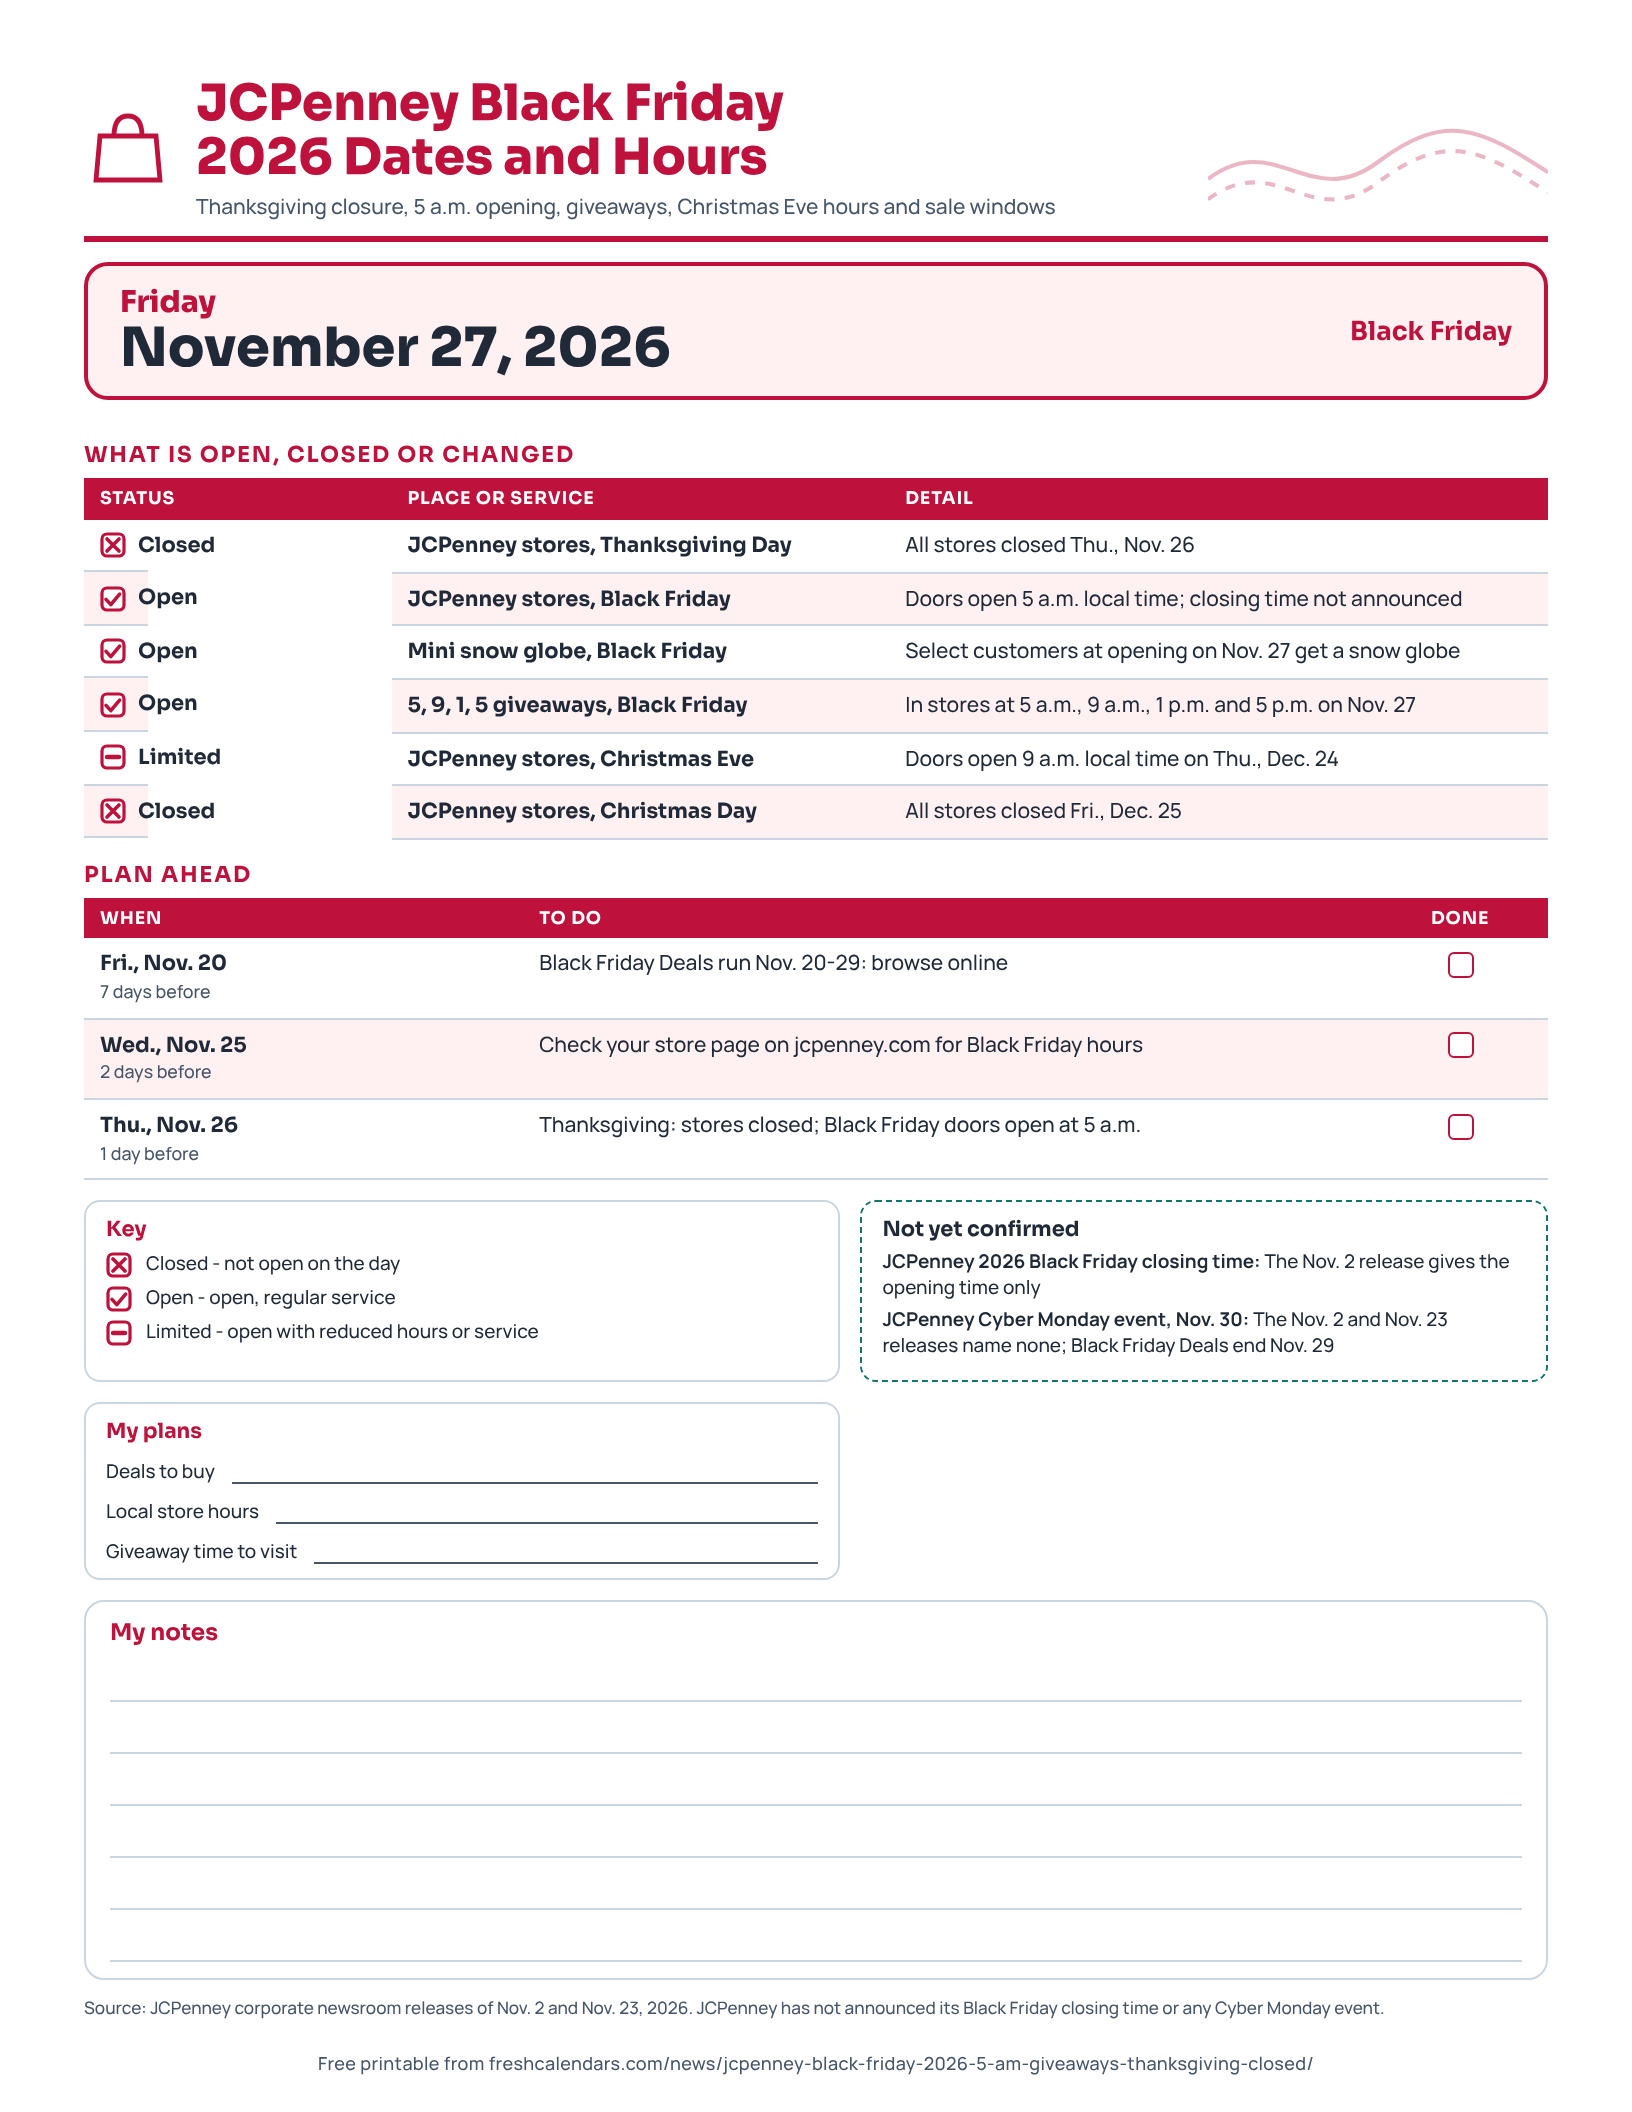 JCPenney Black Friday
2026 Dates and Hours
Thanksgiving closure, 5 a.m. opening, giveaways, Christmas Eve hours and sale windows
Friday
November 27, 2026
Black Friday
WHAT IS OPEN, CLOSED OR CHANGED
STATUS PLACE OR SERVICE DETAIL
Closed JCPenney stores, Thanksgiving Day All stores closed Thu., Nov. 26
Open JCPenney stores, Black Friday Doors open 5 a.m. local time; closing time not announced
Open Mini snow globe, Black Friday Select customers at opening on Nov. 27 get a snow globe
Open 5, 9, 1, 5 giveaways, Black Friday In stores at 5 a.m., 9 a.m., 1 p.m. and 5 p.m. on Nov. 27
Limited JCPenney stores, Christmas Eve Doors open 9 a.m. local time on Thu., Dec. 24
Closed JCPenney stores, Christmas Day All stores closed Fri., Dec. 25
PLAN AHEAD
WHEN TO DO DONE
Fri., Nov. 20 Black Friday Deals run Nov. 20-29: browse online
7 days before
Wed., Nov. 25 Check your store page on jcpenney.com for Black Friday hours
2 days before
Thu., Nov. 26 Thanksgiving: stores closed; Black Friday doors open at 5 a.m.
1 day before
Key
Closed - not open on the day
Open - open, regular service
Limited - open with reduced hours or service
Not yet confirmed
JCPenney 2026 Black Friday closing time: The Nov. 2 release gives the
opening time only
JCPenney Cyber Monday event, Nov. 30: The Nov. 2 and Nov. 23
releases name none; Black Friday Deals end Nov. 29
My plans
Deals to buy
Local store hours
Giveaway time to visit
My notes
Source: JCPenney corporate newsroom releases of Nov. 2 and Nov. 23, 2026. JCPenney has not announced its Black Friday closing time or any Cyber Monday event.
Free printable from freshcalendars.com/news/jcpenney-black-friday-2026-5-am-giveaways-thanksgiving-closed/